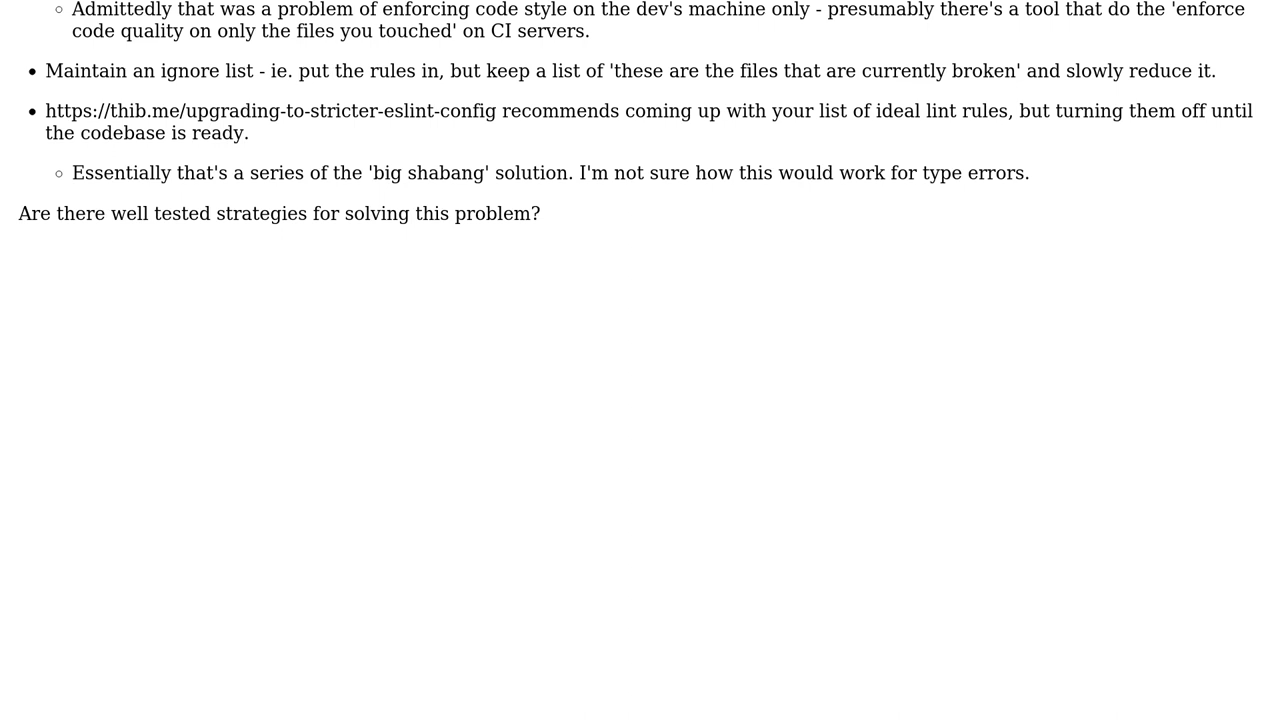 Admittedly that was a problem of enforcing code style on the dev's machine only - presumably there's a tool that do the 'enforce
code quality on only the files you touched' on CI servers.
Maintain an ignore list - ie. put the rules in, but keep a list of 'these are the files that are currently broken' and slowly reduce it.
https://thib.me/upgrading-to-stricter-eslint-config recommends coming up with your list of ideal lint rules, but turning them off until
the codebase is ready.
Essentially that's a series of the 'big shabang' solution. I'm not sure how this would work for type errors.
Are there well tested strategies for solving this problem?